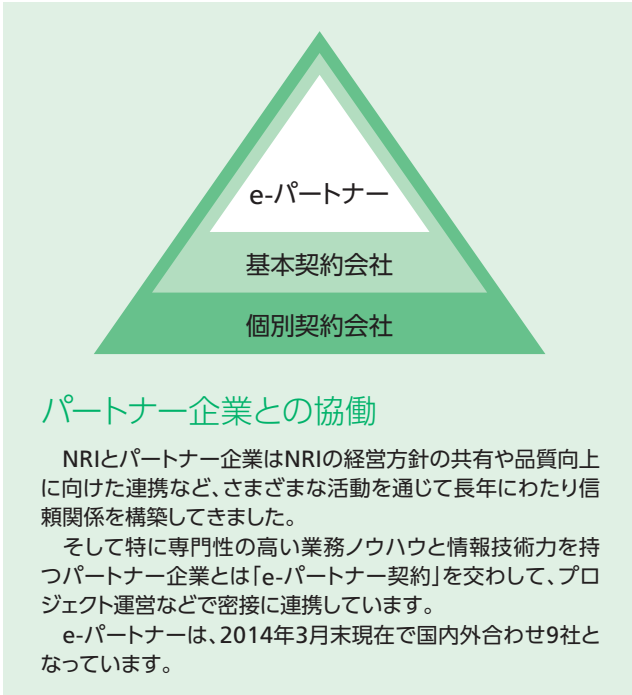 e-パートナー
基本契約会社
個別契約会社
パートナー企業との協働
NRIとパートナー企業はNRIの経営方針の共有や品質向上
に向けた連携など、さまざまな活動を通じて長年にわたり信
頼関係を構築してきました。
そして特に専門性の高い業務ノウハウと情報技術力を持
つパートナー企業とは「e-パートナー契約」を交わして、プロ
ジェクト運営などで密接に連携しています。
e-パートナーは、2014年3月末現在で国内外合わせ9社と
なっています。